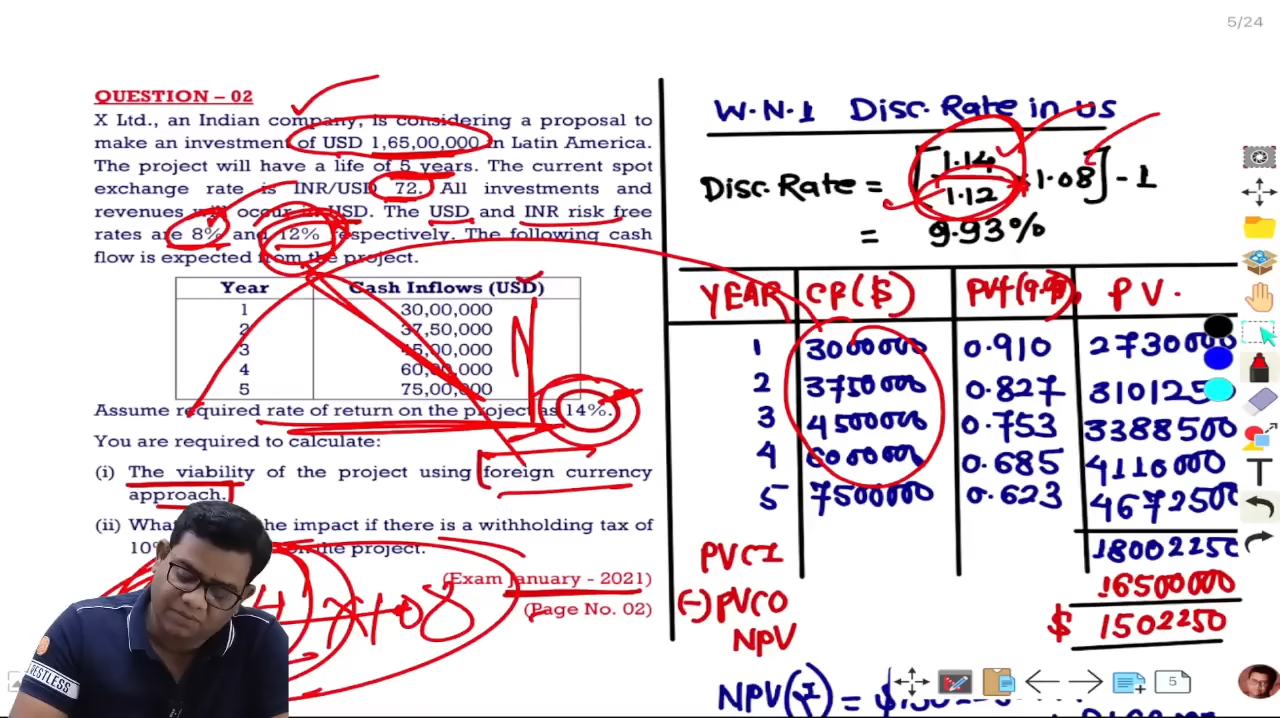 5/24
QUESTION – 02
X Ltd., an Indian company, is considering a proposal to
make an investment of USD 1,65,00,000 in Latin America.
The project will have a life of 5 years. The current spot
exchange rate is INR/USD 72. All investments and
revenues will occur in USD. The USD and INR risk free
rates are 8% and 12% respectively. The following cash
flow is expected from the project.
Year Cash Inflows (USD)
1 30,00,000
2 37,50,000
3 45,00,000
4 60,00,000
5 75,00,000
Assume required rate of return on the project as 14%.
You are required to calculate:
(i) The viability of the project using foreign currency
approach.
(ii) the impact if there is a withholding tax of
10% on the project.
(Exam January - 2021)
(Page No. 02)
x 1.08
RESTLESS
W.N.1 Disc. Rate in US
Disc. Rate = [1.14/1.12 × 1.08] - 1
= 9.93%
YEAR CF($) PVf(9.93) PV.
1 3000000 0.910 2730000
2 3750000 0.827
3 4500000 0.753 3388500
4 6000000 0.685 4110000
5 7500000 0.623 4672500
PVCI 18002250
(-) PVCO 16500000
NPV $ 1502250
NPV = $
5